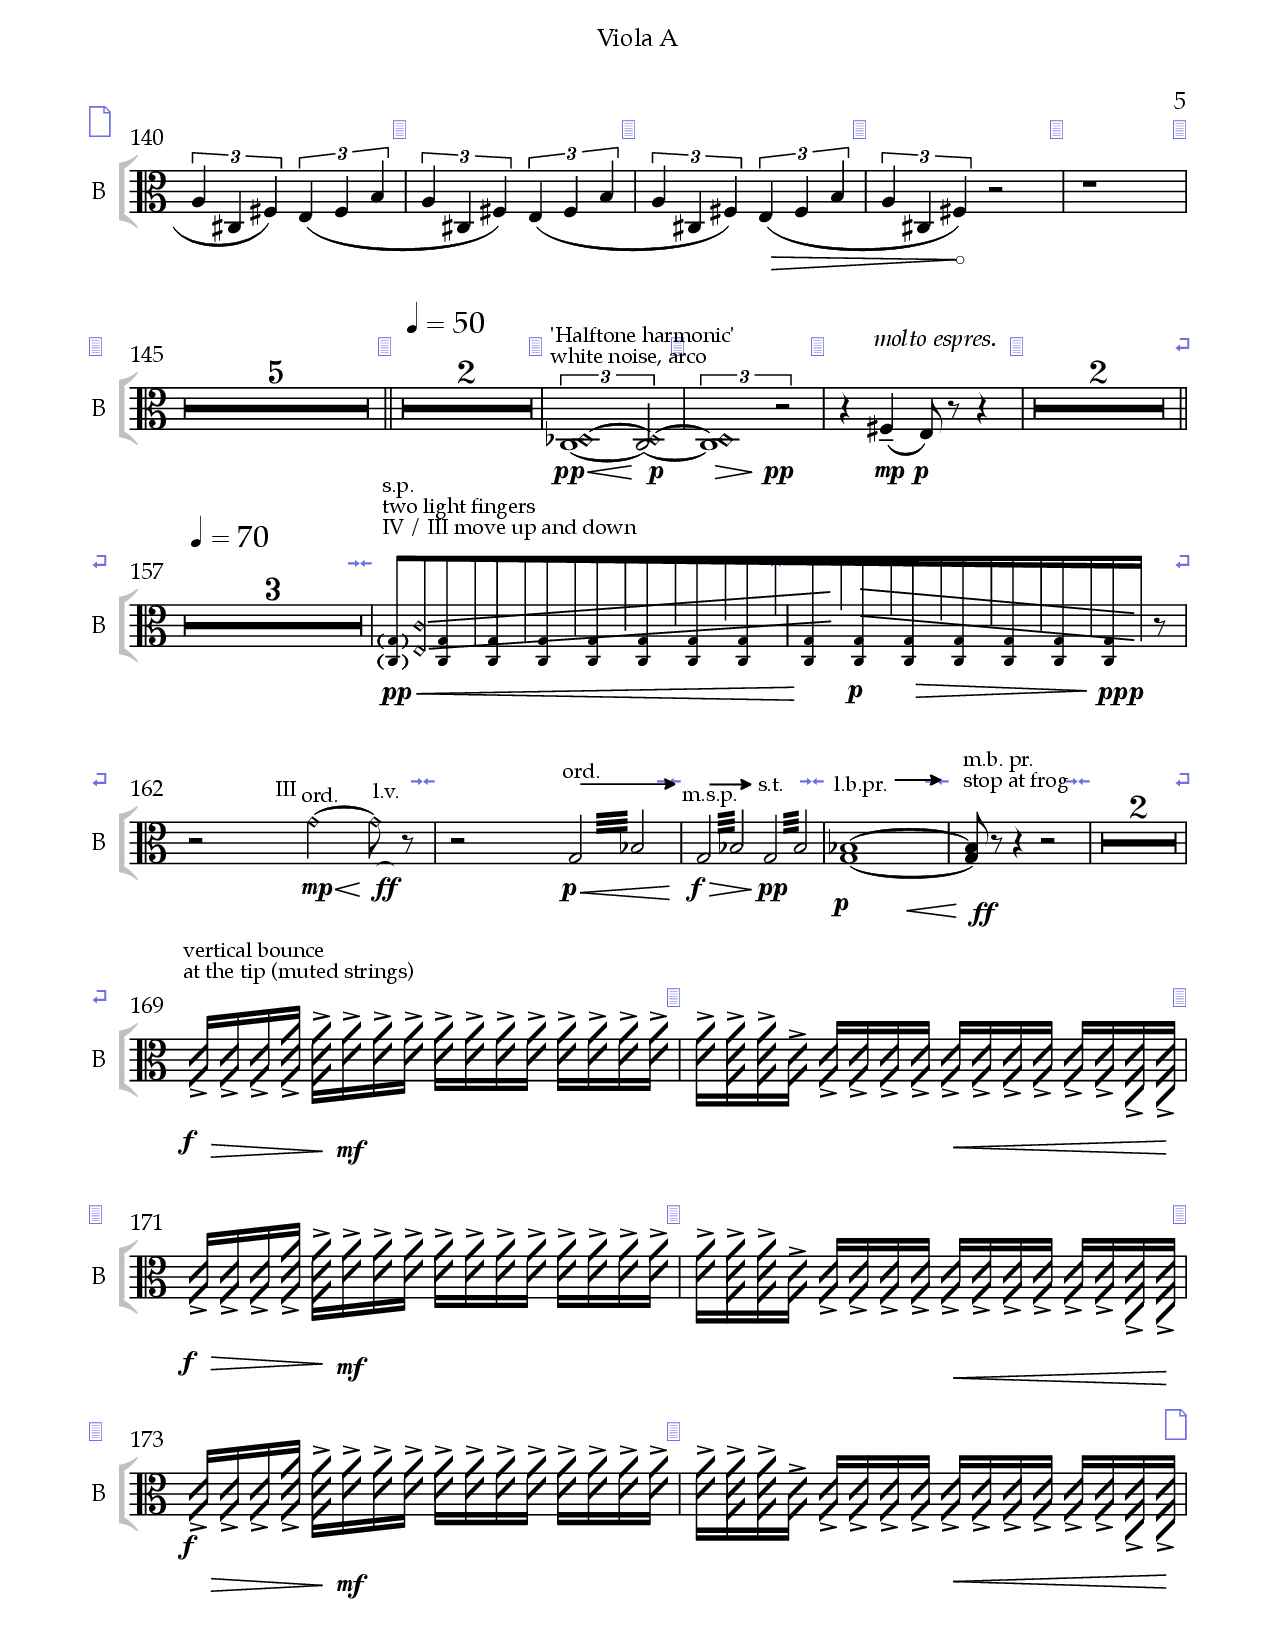 Viola A
5
140
3 3 3 3 3 3 3
B
145
5
♩ = 50
2
'Halftone harmonic'
white noise, arco
3 3
molto espres.
2
B
pp p pp mp p
157
♩ = 70
3
s.p.
two light fingers
IV / III move up and down
B
pp p ppp
162
III ord. l.v.
ord.
m.s.p. s.t.
l.b.pr.
m.b. pr.
stop at frog
2
B
mp ff p f pp p ff
vertical bounce
at the tip (muted strings)
169
B
f mf
171
B
f mf
173
B
f mf